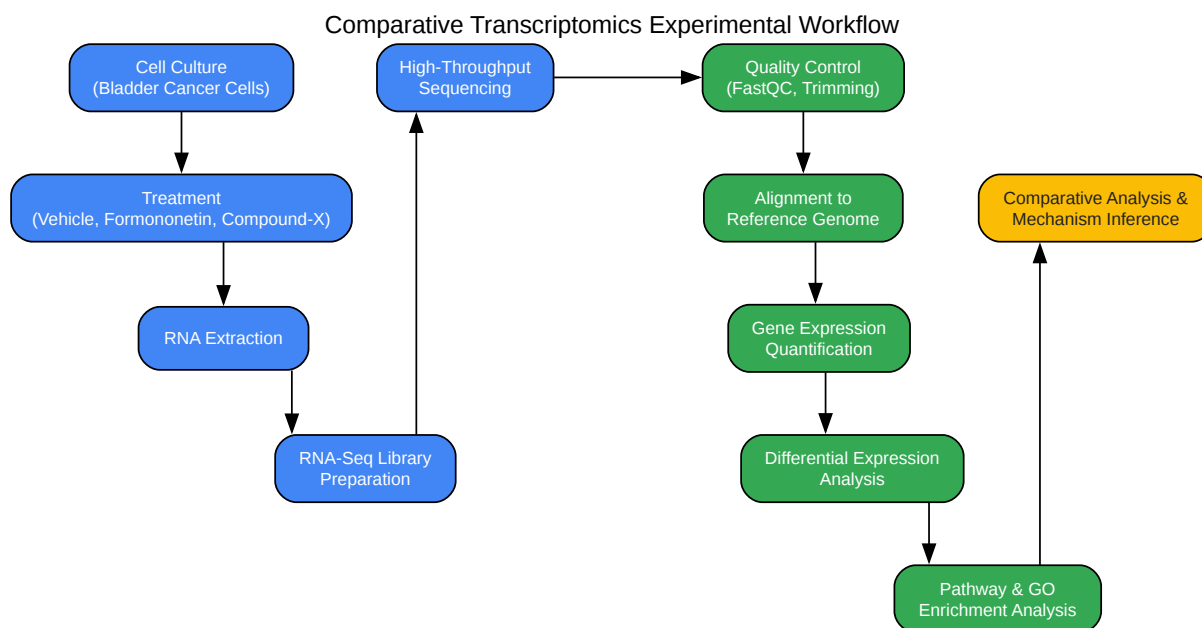 Comparative Transcriptomics Experimental Workflow
Cell Culture
(Bladder Cancer Cells)
Treatment
(Vehicle, Formononetin, Compound-X)
RNA Extraction
RNA-Seq Library
Preparation
High-Throughput
Sequencing
Quality Control
(FastQC, Trimming)
Alignment to
Reference Genome
Gene Expression
Quantification
Differential Expression
Analysis
Pathway & GO
Enrichment Analysis
Comparative Analysis &
Mechanism Inference